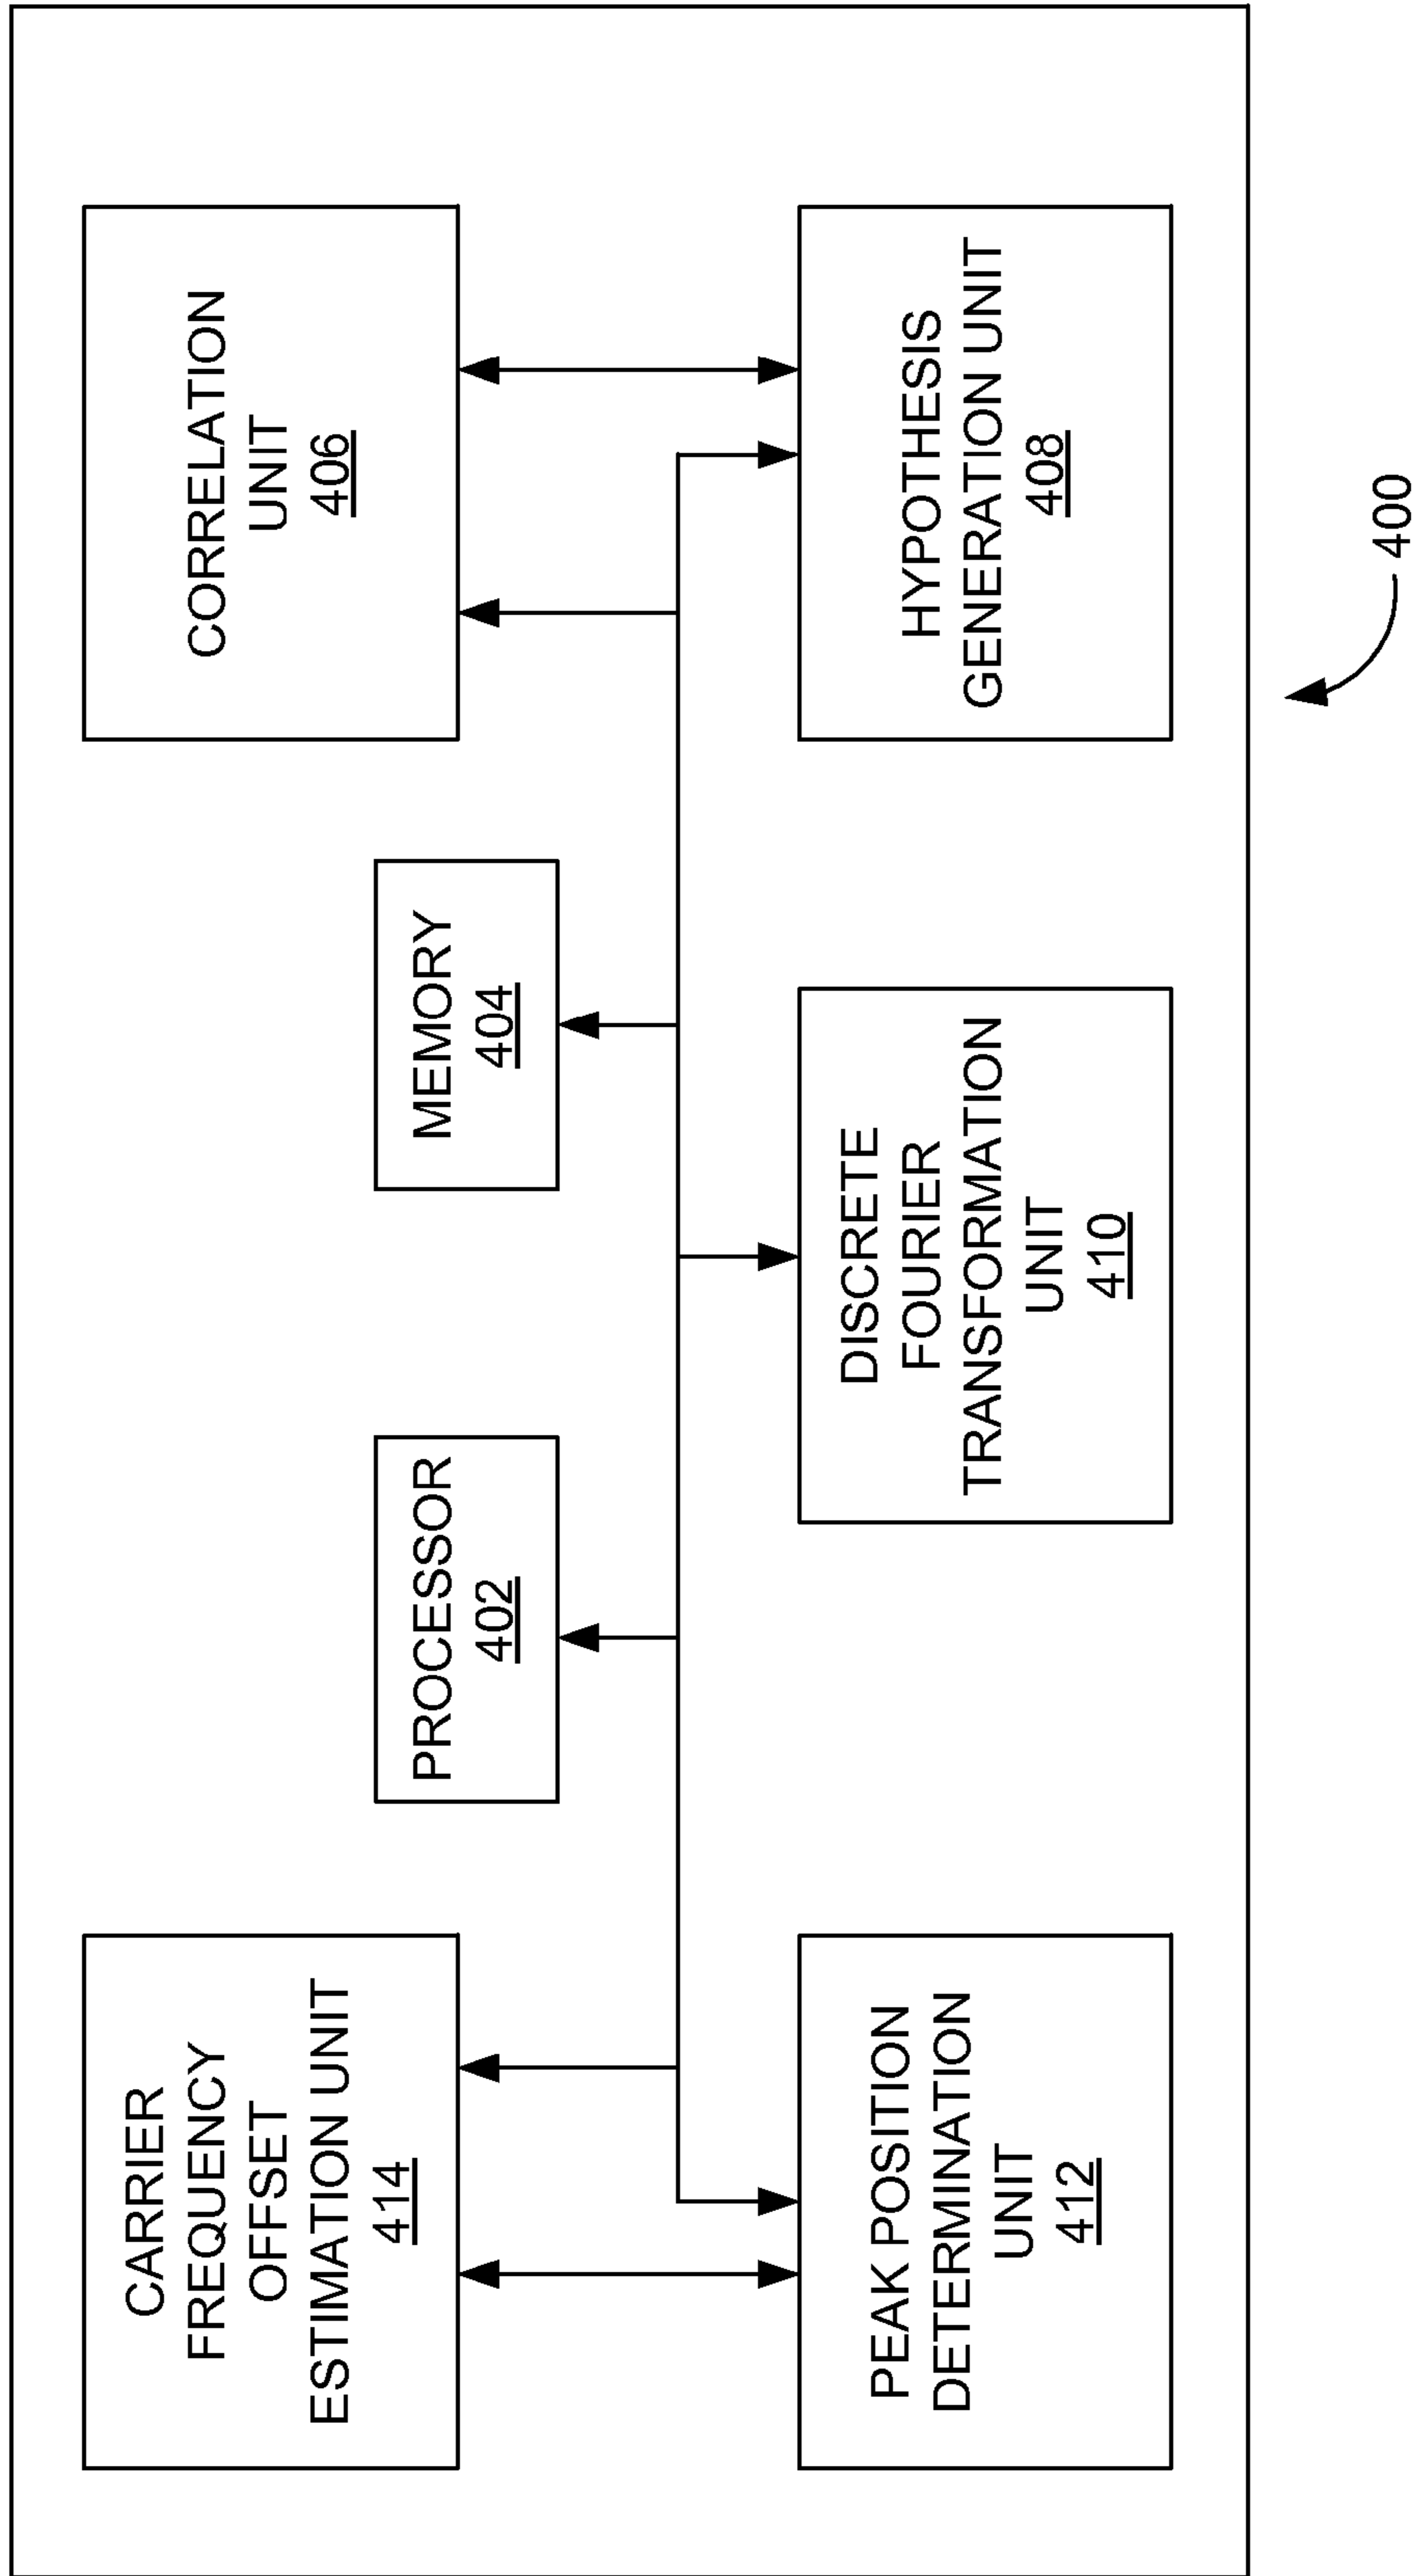 CARRIER
FREQUENCY
OFFSET
ESTIMATION UNIT
414
PROCESSOR
402
MEMORY
404
CORRELATION
UNIT
406
PEAK POSITION
DETERMINATION
UNIT
412
DISCRETE
FOURIER
TRANSFORMATION
UNIT
410
HYPOTHESIS
GENERATION UNIT
408
400